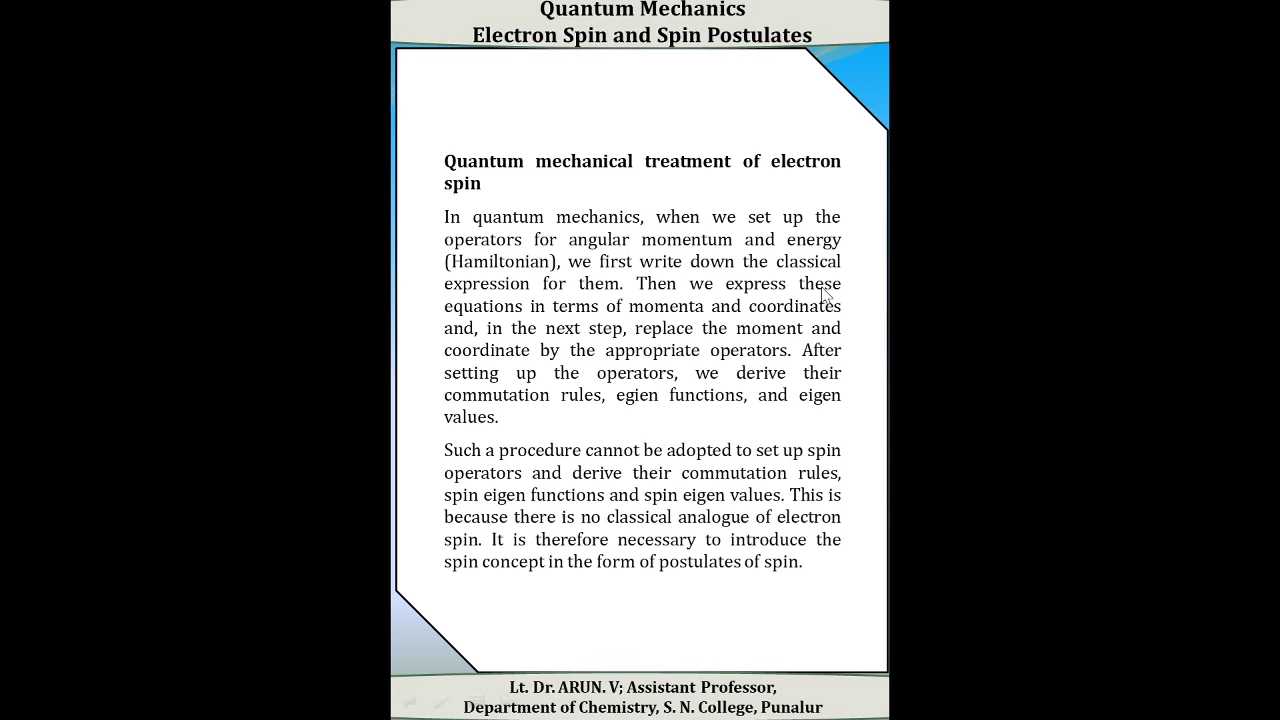 Quantum Mechanics
Electron Spin and Spin Postulates
Quantum mechanical treatment of electron
spin
In quantum mechanics, when we set up the
operators for angular momentum and energy
(Hamiltonian), we first write down the classical
expression for them. Then we express these
equations in terms of momenta and coordinates
and, in the next step, replace the moment and
coordinate by the appropriate operators. After
setting up the operators, we derive their
commutation rules, egien functions, and eigen
values.
Such a procedure cannot be adopted to set up spin
operators and derive their commutation rules,
spin eigen functions and spin eigen values. This is
because there is no classical analogue of electron
spin. It is therefore necessary to introduce the
spin concept in the form of postulates of spin.
Lt. Dr. ARUN. V; Assistant Professor,
Department of Chemistry, S. N. College, Punalur